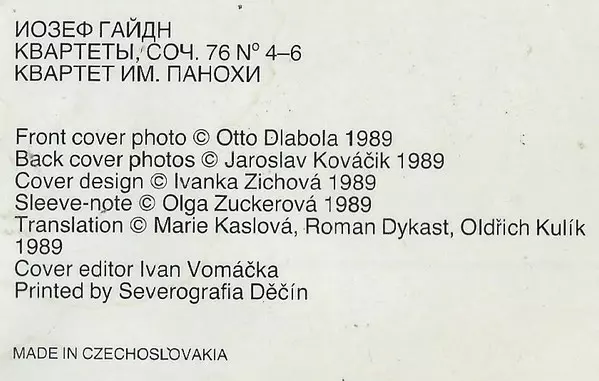 ИОЗЕФ ГАЙДН
КВАРТЕТЫ, СОЧ. 76 № 4–6
КВАРТЕТ ИМ. ПАНОХИ
Front cover photo © Otto Dlabola 1989
Back cover photos © Jaroslav Kováčik 1989
Cover design © Ivanka Zichová 1989
Sleeve-note © Olga Zuckerová 1989
Translation © Marie Kaslová, Roman Dykast, Oldřich Kulík
1989
Cover editor Ivan Vomáčka
Printed by Severografia Děčín
MADE IN CZECHOSLOVAKIA